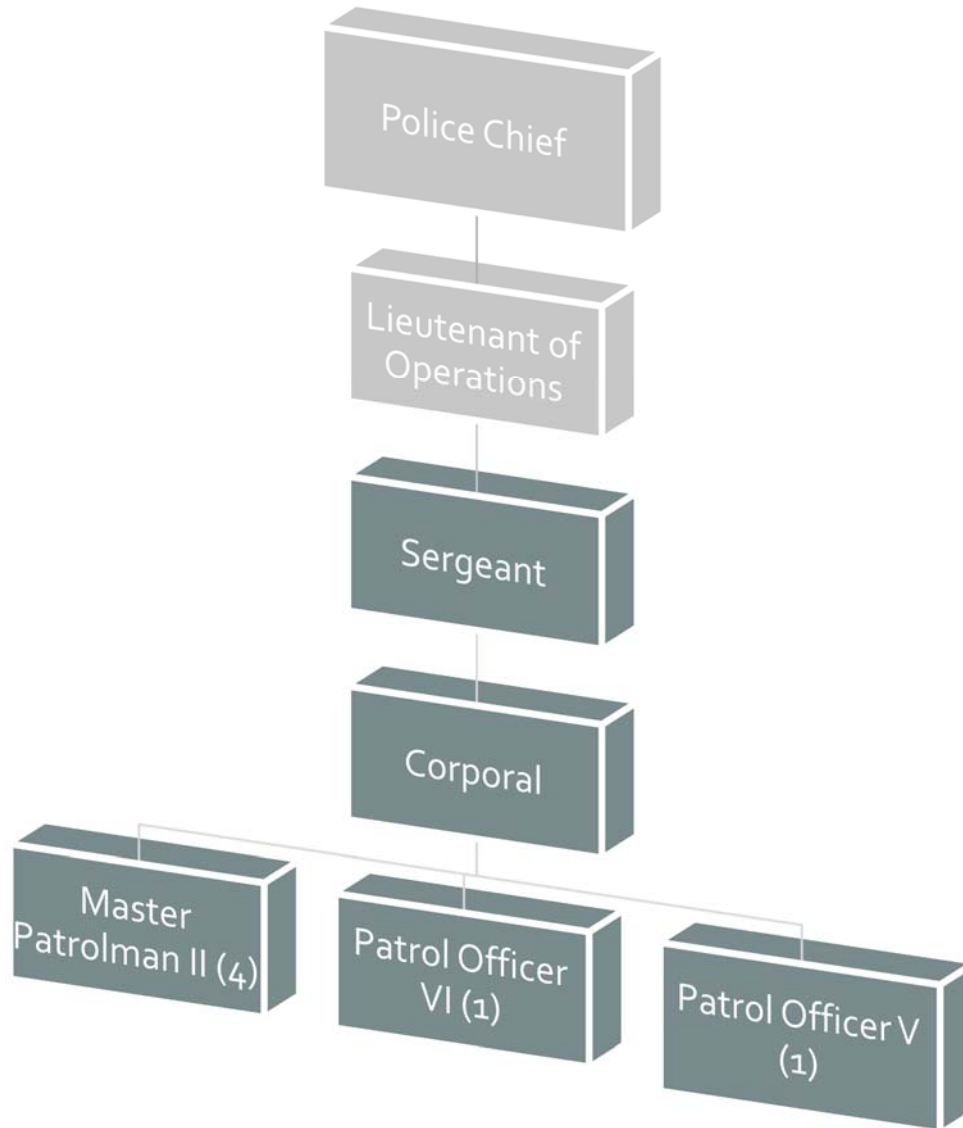 Police Chief
Lieutenant of
Operations
Sergeant
Corporal
Master
Patrolman II (4)
Patrol Officer
VI (1)
Patrol Officer V
(1)